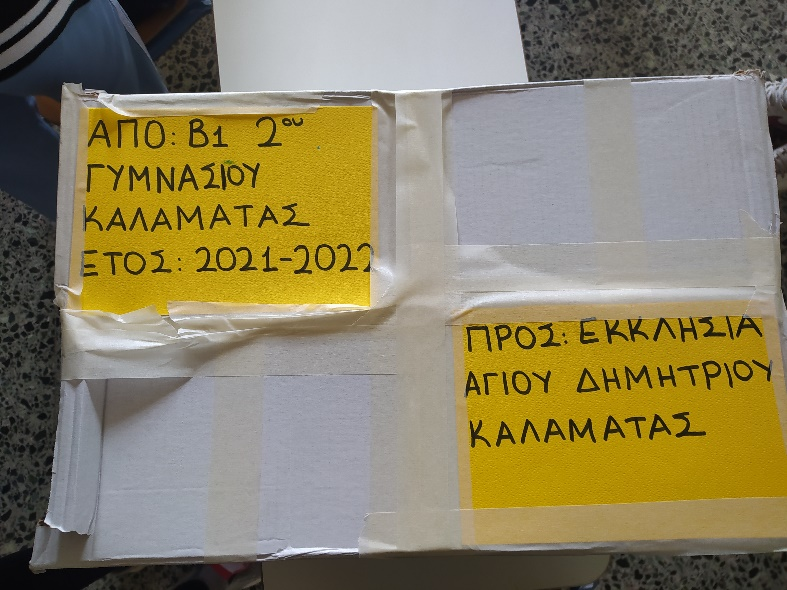 ΑΠΟ: Β1 2ου
ΓΥΜΝΑΣΙΟΥ
ΚΑΛΑΜΑΤΑΣ
ΕΤΟΣ: 2021-2022
ΠΡΟΣ: ΕΚΚΛΗΣΙΑ
ΑΓΙΟΥ ΔΗΜΗΤΡΙΟΥ
ΚΑΛΑΜΑΤΑΣ